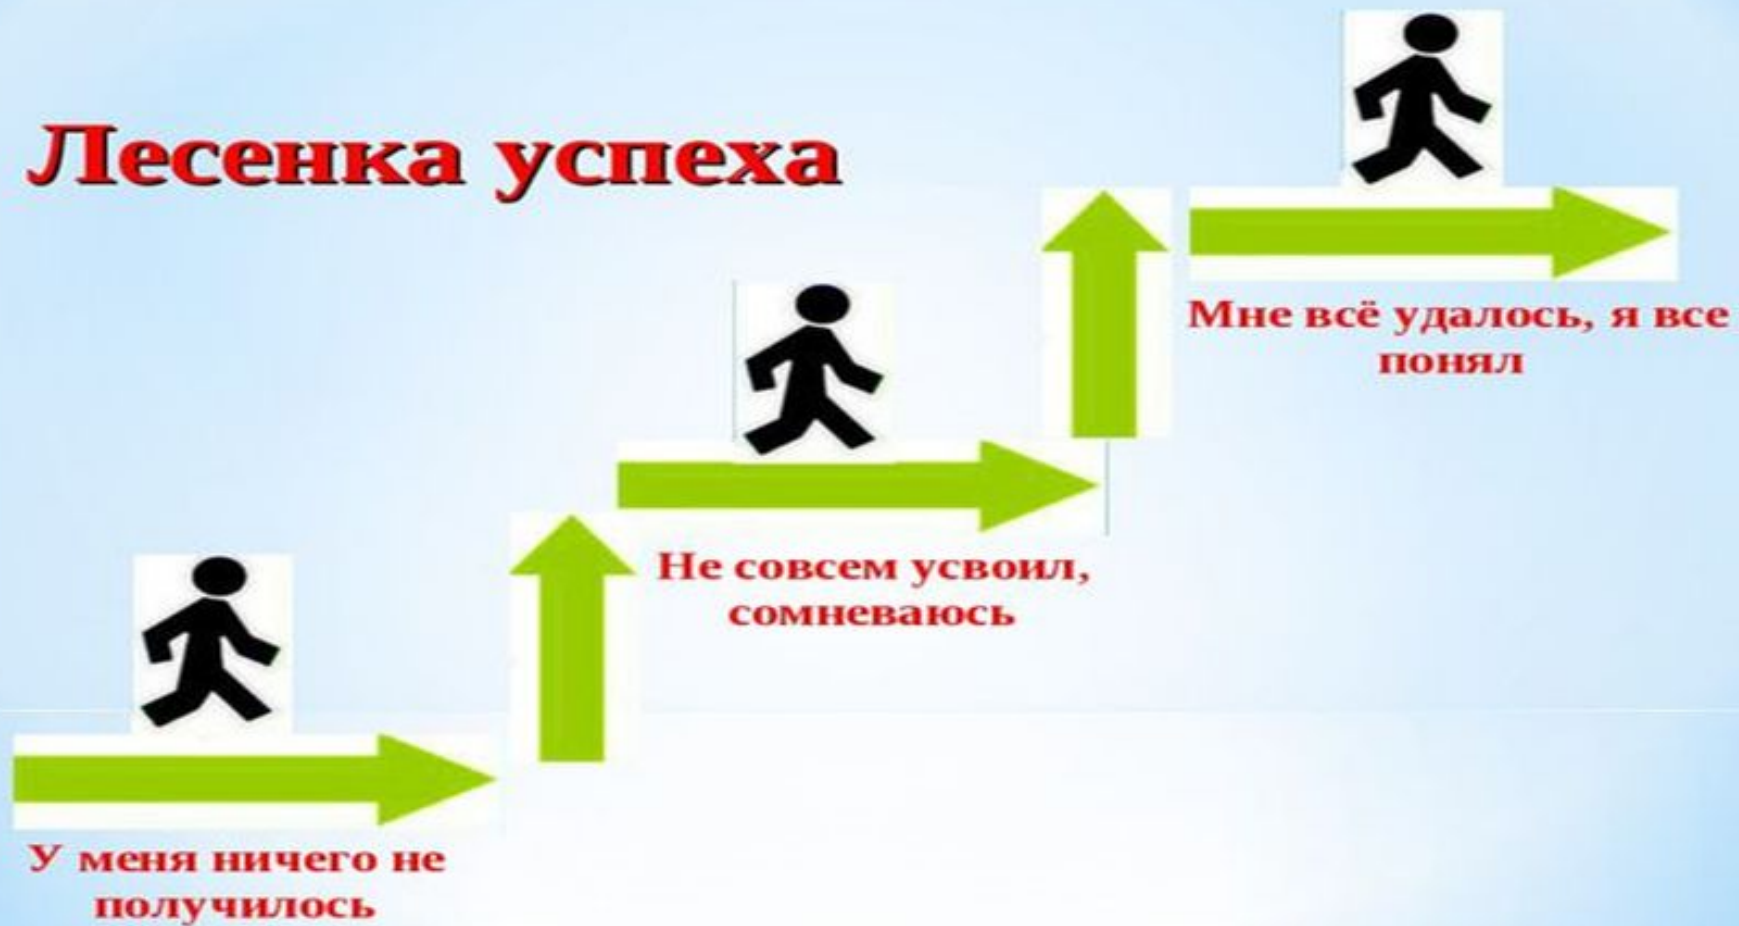 Лесенка успеха
Мне всё удалось, я все
понял
Не совсем усвоил,
сомневаюсь
У меня ничего не
получилось